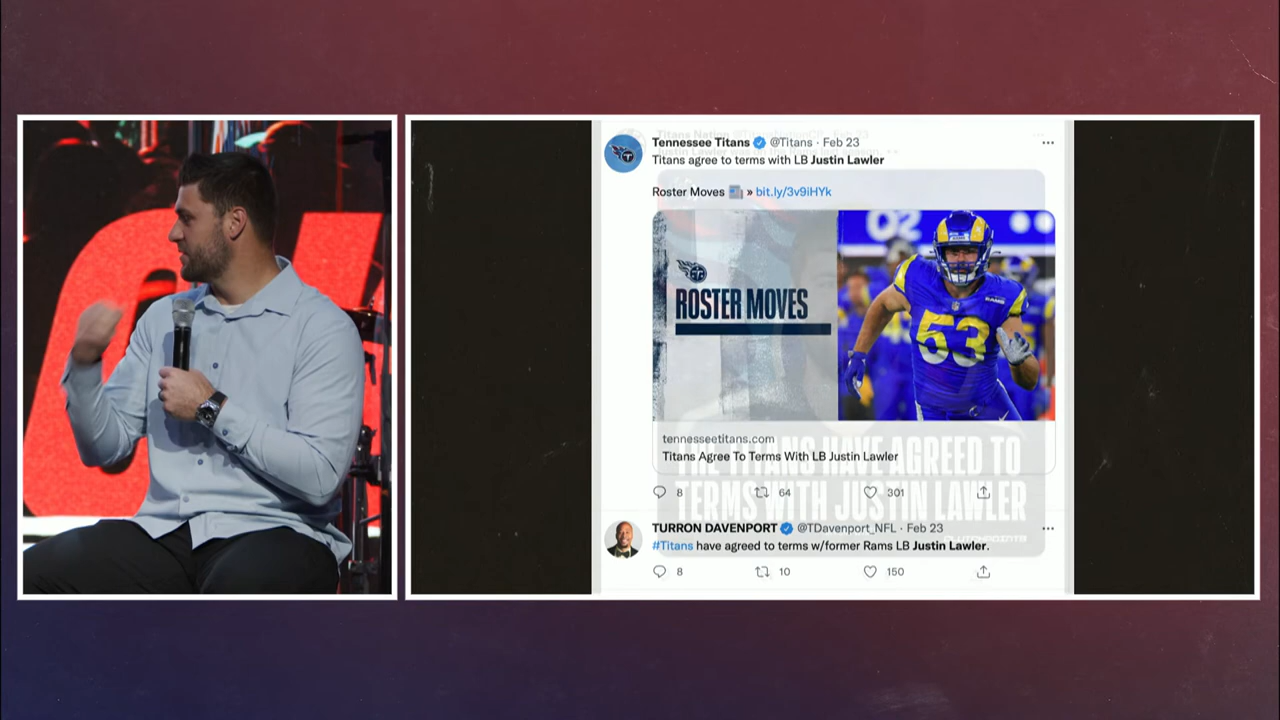 Tennessee Titans @Titans · Feb 23
Titans agree to terms with LB Justin Lawler
Roster Moves » bit.ly/3v9iHYk
ROSTER MOVES
53
RAMS
tennesseetitans.com
Titans Agree To Terms With LB Justin Lawler
THE TITANS HAVE AGREED TO
TERMS WITH JUSTIN LAWLER
8 64 301
TURRON DAVENPORT @TDavenport_NFL · Feb 23
#Titans have agreed to terms w/former Rams LB Justin Lawler.
8 10 150